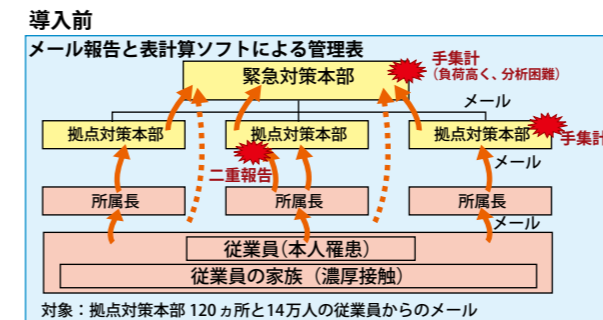 導入前
メール報告と表計算ソフトによる管理表
緊急対策本部
手集計
(負荷高く、分析困難)
メール
拠点対策本部
拠点対策本部
拠点対策本部
手集計
二重報告
メール
所属長
所属長
所属長
メール
従業員(本人罹患)
従業員の家族（濃厚接触）
対象：拠点対策本部 120 ヵ所と14万人の従業員からのメール